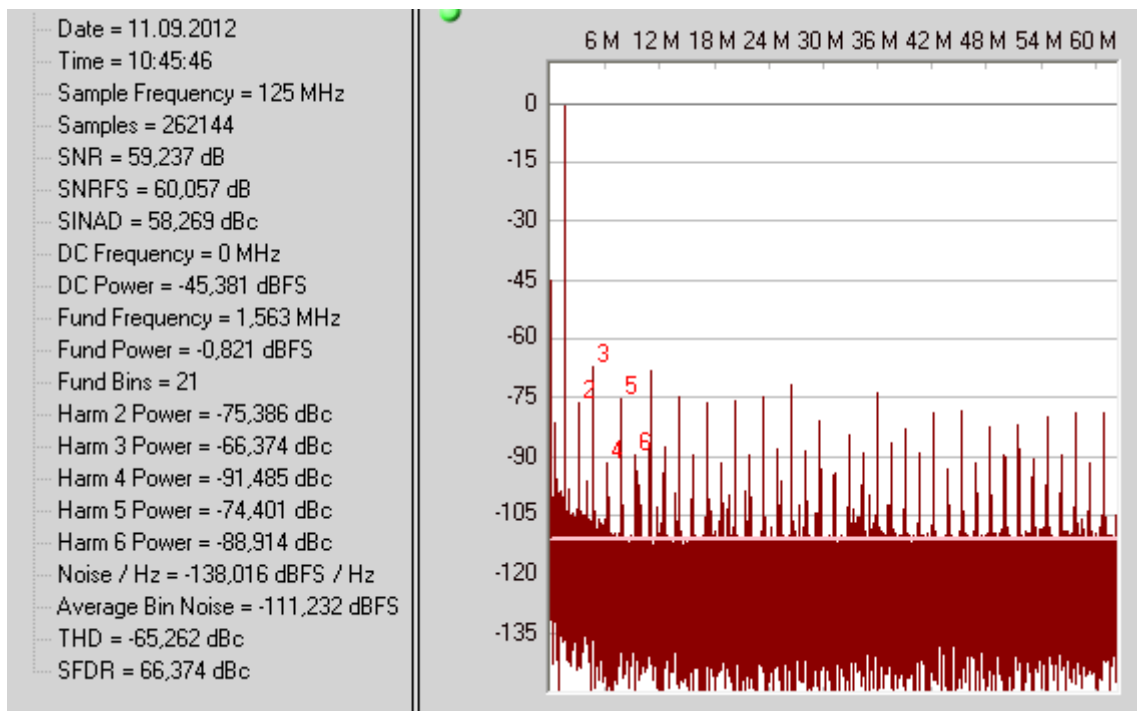 Date = 11.09.2012
Time = 10:45:46
Sample Frequency = 125 MHz
Samples = 262144
SNR = 59,237 dB
SNRFS = 60,057 dB
SINAD = 58,269 dBc
DC Frequency = 0 MHz
DC Power = -45,381 dBFS
Fund Frequency = 1,563 MHz
Fund Power = -0,821 dBFS
Fund Bins = 21
Harm 2 Power = -75,386 dBc
Harm 3 Power = -66,374 dBc
Harm 4 Power = -91,485 dBc
Harm 5 Power = -74,401 dBc
Harm 6 Power = -88,914 dBc
Noise / Hz = -138,016 dBFS / Hz
Average Bin Noise = -111,232 dBFS
THD = -65,262 dBc
SFDR = 66,374 dBc
6 M 12 M 18 M 24 M 30 M 36 M 42 M 48 M 54 M 60 M
0
-15
-30
-45
-60
-75
-90
-105
-120
-135
3
2 5
4 6